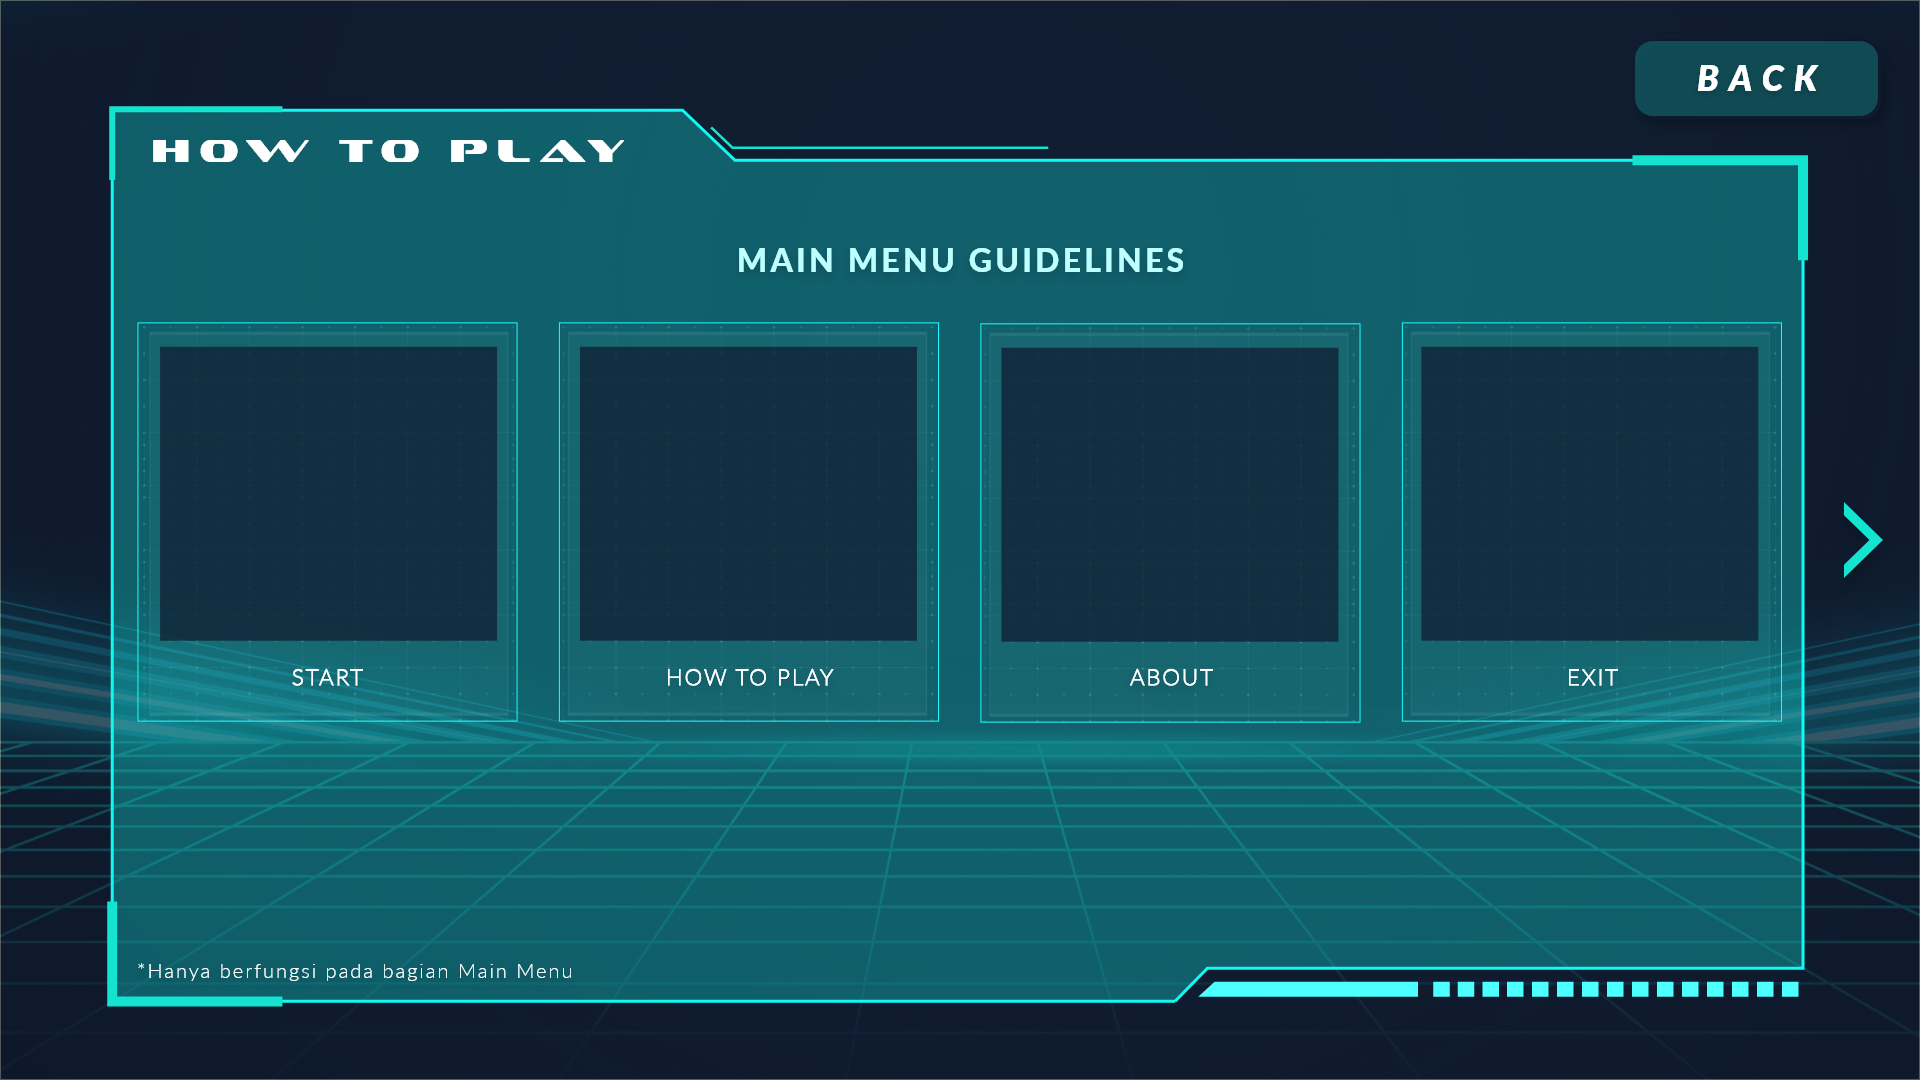 BACK
HOW TO PLAY
MAIN MENU GUIDELINES
START
HOW TO PLAY
ABOUT
EXIT
*Hanya berfungsi pada bagian Main Menu